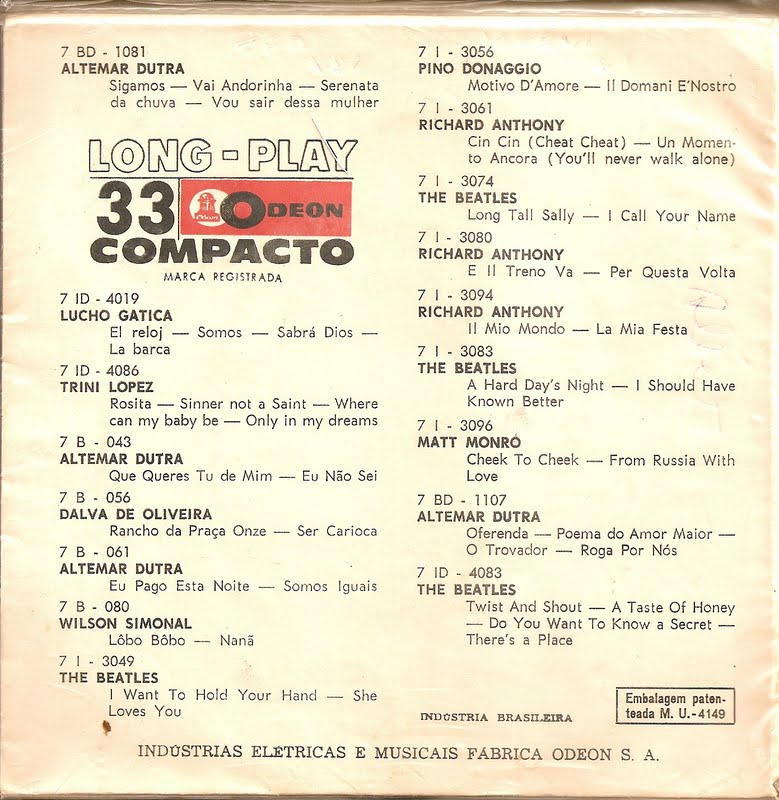 7 BD - 1081
ALTEMAR DUTRA
Sigamos — Vai Andorinha — Serenata
da chuva — Vou sair dessa mulher
LONG-PLAY
33 ODEON
COMPACTO
MARCA REGISTRADA
7 ID - 4019
LUCHO GATICA
El reloj — Somos — Sabrá Dios —
La barca
7 ID - 4086
TRINI LOPEZ
Rosita — Sinner not a Saint — Where
can my baby be — Only in my dreams
7 B - 043
ALTEMAR DUTRA
Que Queres Tu de Mim — Eu Não Sei
7 B - 056
DALVA DE OLIVEIRA
Rancho da Praça Onze — Ser Carioca
7 B - 061
ALTEMAR DUTRA
Eu Pago Esta Noite — Somos Iguais
7 B - 080
WILSON SIMONAL
Lôbo Bôbo — Nanã
7 I - 3049
THE BEATLES
I Want To Hold Your Hand — She
Loves You
7 I - 3056
PINO DONAGGIO
Motivo D'Amore — Il Domani E'Nostro
7 I - 3061
RICHARD ANTHONY
Cin Cin (Cheat Cheat) — Un Momen-
to Ancora (You'll never walk alone)
7 I - 3074
THE BEATLES
Long Tall Sally — I Call Your Name
7 I - 3080
RICHARD ANTHONY
E Il Treno Va — Per Questa Volta
7 I - 3094
RICHARD ANTHONY
Il Mio Mondo — La Mia Festa
7 I - 3083
THE BEATLES
A Hard Day's Night — I Should Have
Known Better
7 I - 3096
MATT MONRÓ
Cheek To Cheek — From Russia With
Love
7 BD - 1107
ALTEMAR DUTRA
Oferenda — Poema do Amor Maior —
O Trovador — Roga Por Nós
7 ID - 4083
THE BEATLES
Twist And Shout — A Taste Of Honey
— Do You Want To Know a Secret —
There's a Place
INDÚSTRIA BRASILEIRA
Embalagem paten-
teada M. U.-4149
INDÚSTRIAS ELÉTRICAS E MUSICAIS FÁBRICA ODEON S. A.